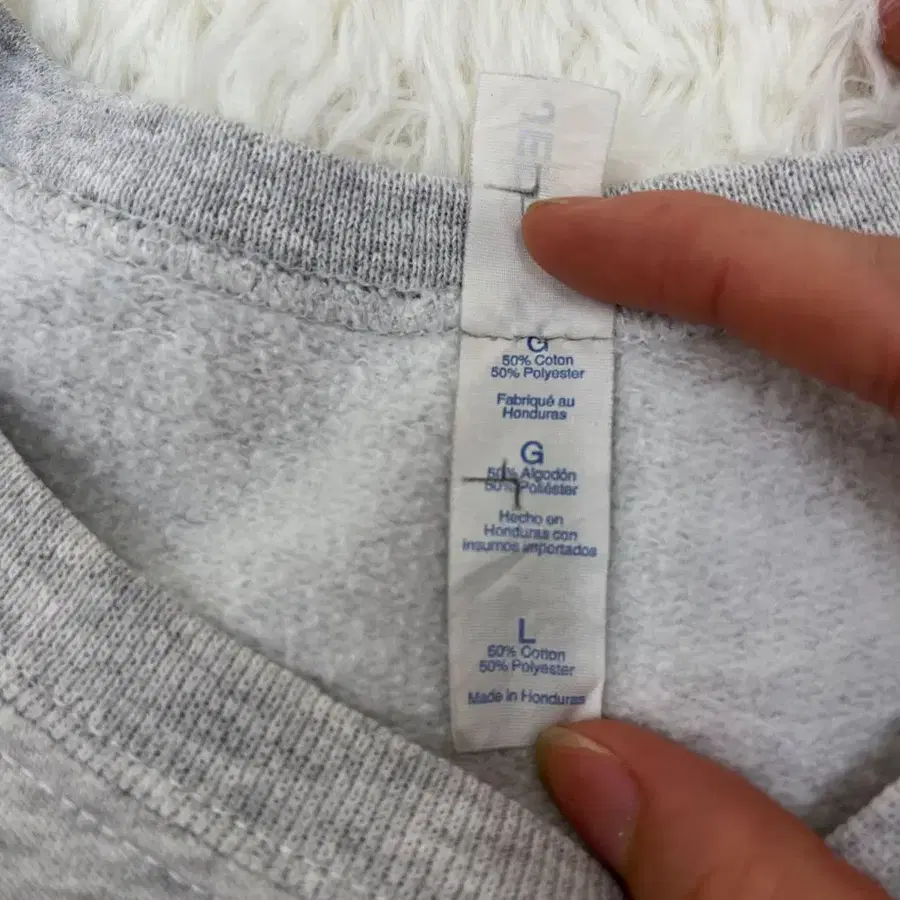 G
50% Coton
50% Polyester
Fabriqué au
Honduras
G
50% Algodón
50% Poliéster
Hecho en
Honduras con
insumos importados
L
50% Cotton
50% Polyester
Made in Honduras